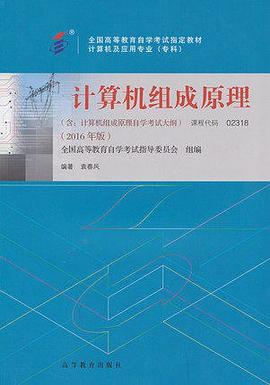 全国高等教育自学考试指定教材
计算机及应用专业(专科)
计算机组成原理
(含:计算机组成原理自学考试大纲) 课程代码 02318
(2016 年版)
全国高等教育自学考试指导委员会 组编
编著 袁春风
高等教育出版社